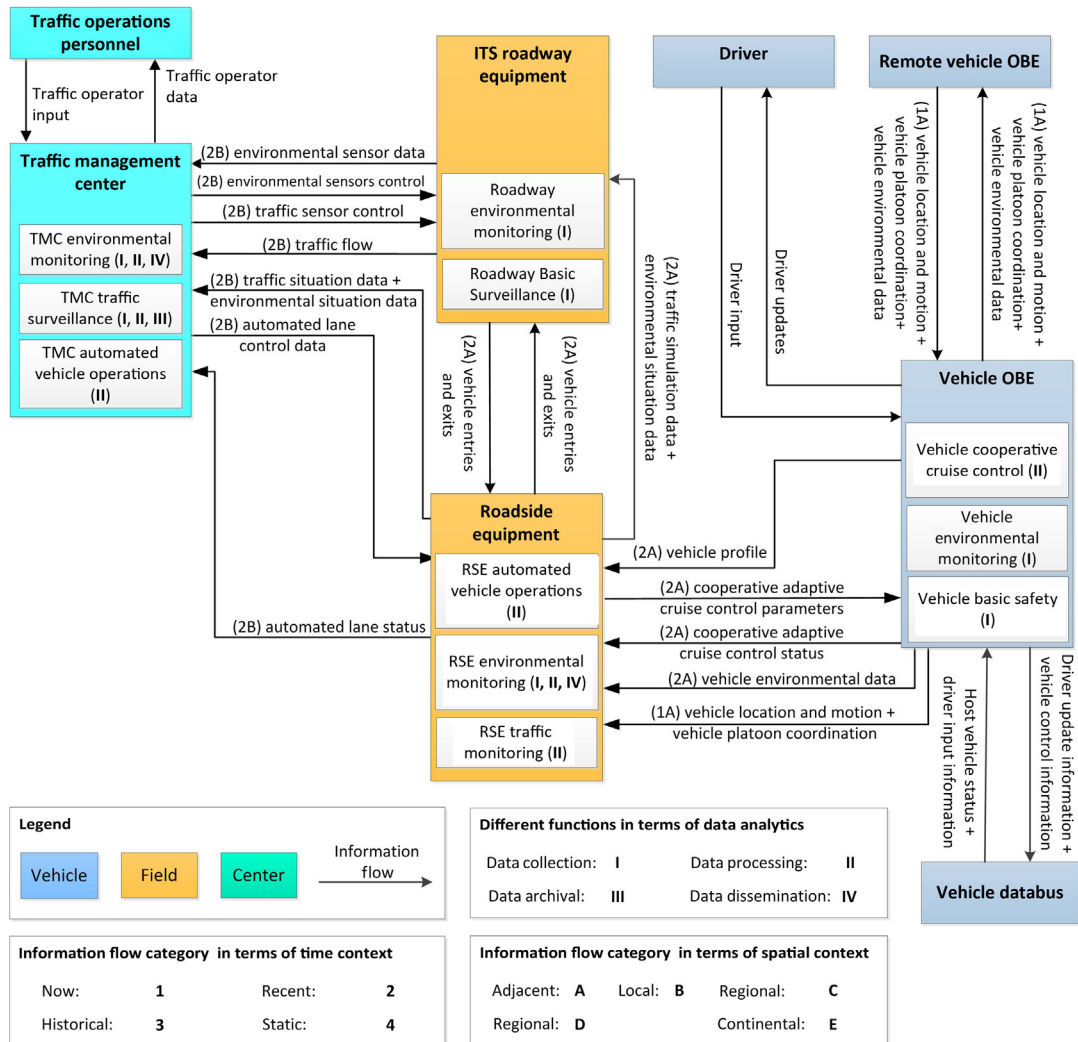 Traffic operations
personnel
Traffic operator
input
Traffic operator
data
Traffic management
center
TMC environmental
monitoring (I, II, IV)
TMC traffic
surveillance (I, II, III)
TMC automated
vehicle operations
(II)
(2B) environmental sensor data
(2B) environmental sensors control
(2B) traffic sensor control
(2B) traffic flow
(2B) traffic situation data +
environmental situation data
(2B) automated lane
control data
(2B) automated lane status
ITS roadway
equipment
Roadway
environmental
monitoring (I)
Roadway Basic
Surveillance (I)
(2A) vehicle entries
and exits
(2A) vehicle entries
and exits
(2A) traffic simulation data +
environmental situation data
Roadside
equipment
RSE automated
vehicle operations
(II)
RSE environmental
monitoring (I, II, IV)
RSE traffic
monitoring (II)
Driver
Driver input
Driver updates
Remote vehicle OBE
(1A) vehicle location and motion +
vehicle platoon coordination+
vehicle environmental data
(1A) vehicle location and motion +
vehicle platoon coordination+
vehicle environmental data
Vehicle OBE
Vehicle cooperative
cruise control (II)
Vehicle
environmental
monitoring (I)
Vehicle basic safety
(I)
(2A) vehicle profile
(2A) cooperative adaptive
cruise control parameters
(2A) cooperative adaptive
cruise control status
(2A) vehicle environmental data
(1A) vehicle location and motion +
vehicle platoon coordination
Host vehicle status +
driver input information
Driver update information +
vehicle control information
Vehicle databus
Legend
Vehicle
Field
Center
Information
flow
Different functions in terms of data analytics
Data collection: I Data processing: II
Data archival: III Data dissemination: IV
Information flow category in terms of time context
Now: 1 Recent: 2
Historical: 3 Static: 4
Information flow category in terms of spatial context
Adjacent: A Local: B Regional: C
Regional: D Continental: E